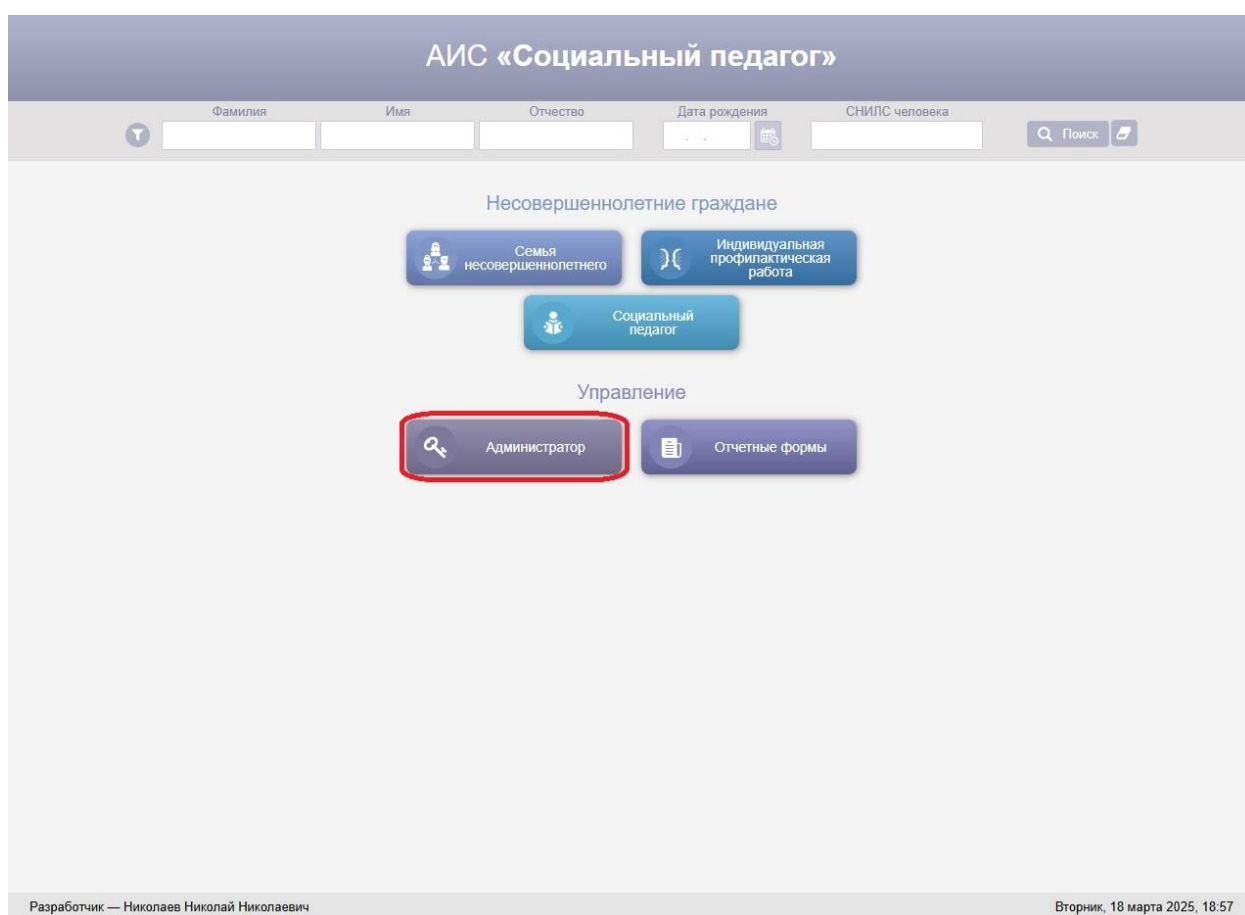 АИС «Социальный педагог»
Фамилия Имя Отчество Дата рождения СНИЛС человека
Поиск
Несовершеннолетние граждане
Семья
несовершеннолетнего
Индивидуальная
профилактическая
работа
Социальный
педагог
Управление
Администратор
Отчетные формы
Разработчик — Николаев Николай Николаевич
Вторник, 18 марта 2025, 18:57